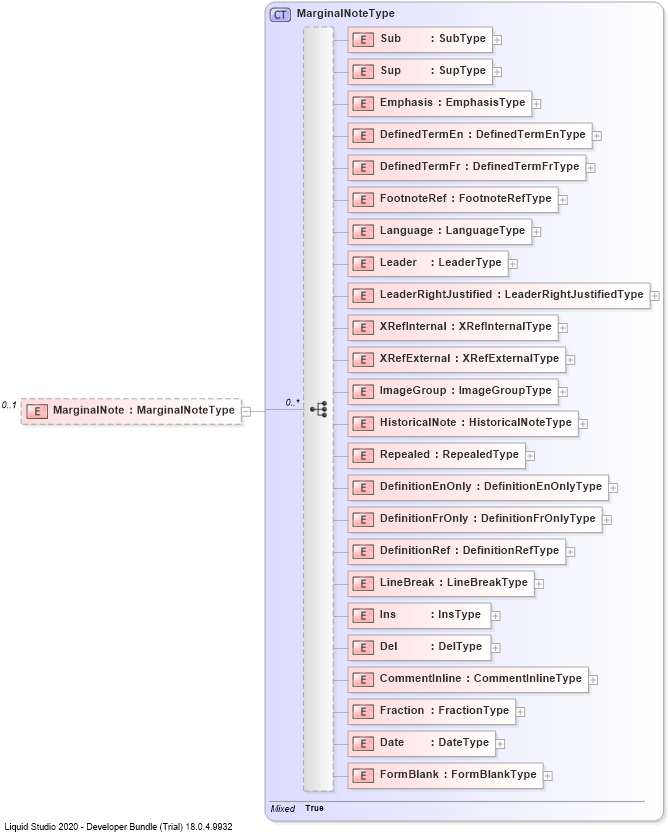 CT MarginalNoteType
E Sub : SubType
E Sup : SupType
E Emphasis : EmphasisType
E DefinedTermEn : DefinedTermEnType
E DefinedTermFr : DefinedTermFrType
E FootnoteRef : FootnoteRefType
E Language : LanguageType
E Leader : LeaderType
E LeaderRightJustified : LeaderRightJustifiedType
E XRefInternal : XRefInternalType
E XRefExternal : XRefExternalType
E ImageGroup : ImageGroupType
0..1 E MarginalNote : MarginalNoteType
0..*
E HistoricalNote : HistoricalNoteType
E Repealed : RepealedType
E DefinitionEnOnly : DefinitionEnOnlyType
E DefinitionFrOnly : DefinitionFrOnlyType
E DefinitionRef : DefinitionRefType
E LineBreak : LineBreakType
E Ins : InsType
E Del : DelType
E CommentInline : CommentInlineType
E Fraction : FractionType
E Date : DateType
E FormBlank : FormBlankType
Mixed True
Liquid Studio 2020 - Developer Bundle (Trial) 18.0.4.9932